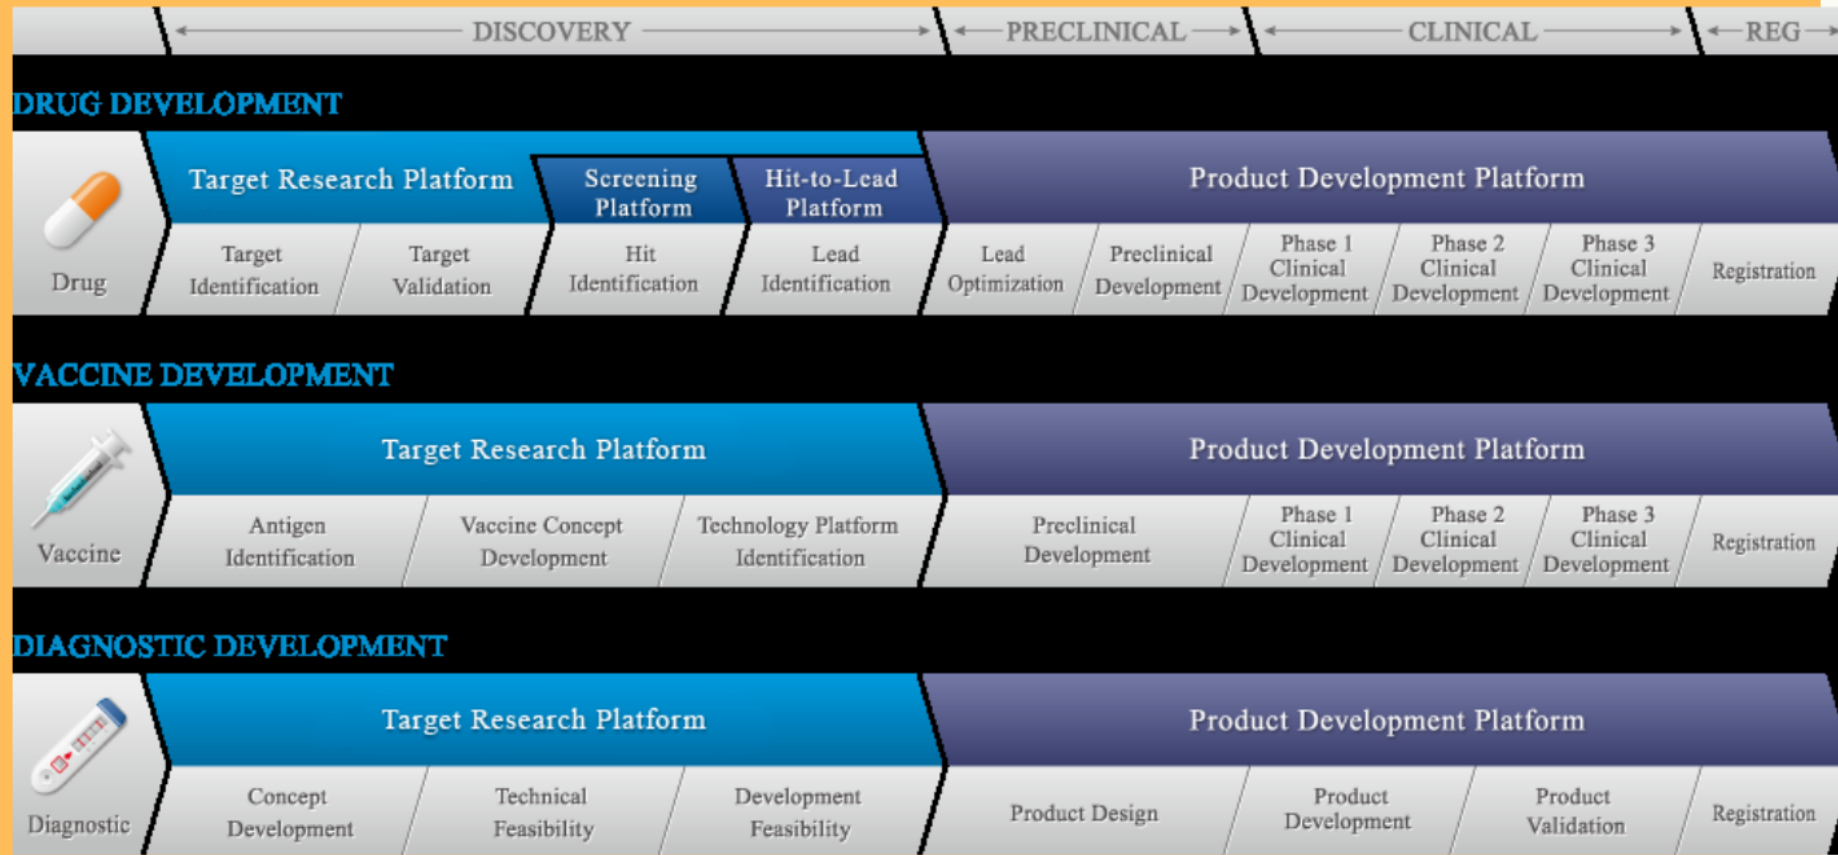 DISCOVERY
PRECLINICAL
CLINICAL
REG
DRUG DEVELOPMENT
Drug
Target Research Platform
Screening
Platform
Hit-to-Lead
Platform
Product Development Platform
Target
Identification
Target
Validation
Hit
Identification
Lead
Identification
Lead
Optimization
Preclinical
Development
Phase 1
Clinical
Development
Phase 2
Clinical
Development
Phase 3
Clinical
Development
Registration
VACCINE DEVELOPMENT
Vaccine
Target Research Platform
Product Development Platform
Antigen
Identification
Vaccine Concept
Development
Technology Platform
Identification
Preclinical
Development
Phase 1
Clinical
Development
Phase 2
Clinical
Development
Phase 3
Clinical
Development
Registration
DIAGNOSTIC DEVELOPMENT
Diagnostic
Target Research Platform
Product Development Platform
Concept
Development
Technical
Feasibility
Development
Feasibility
Product Design
Product
Development
Product
Validation
Registration